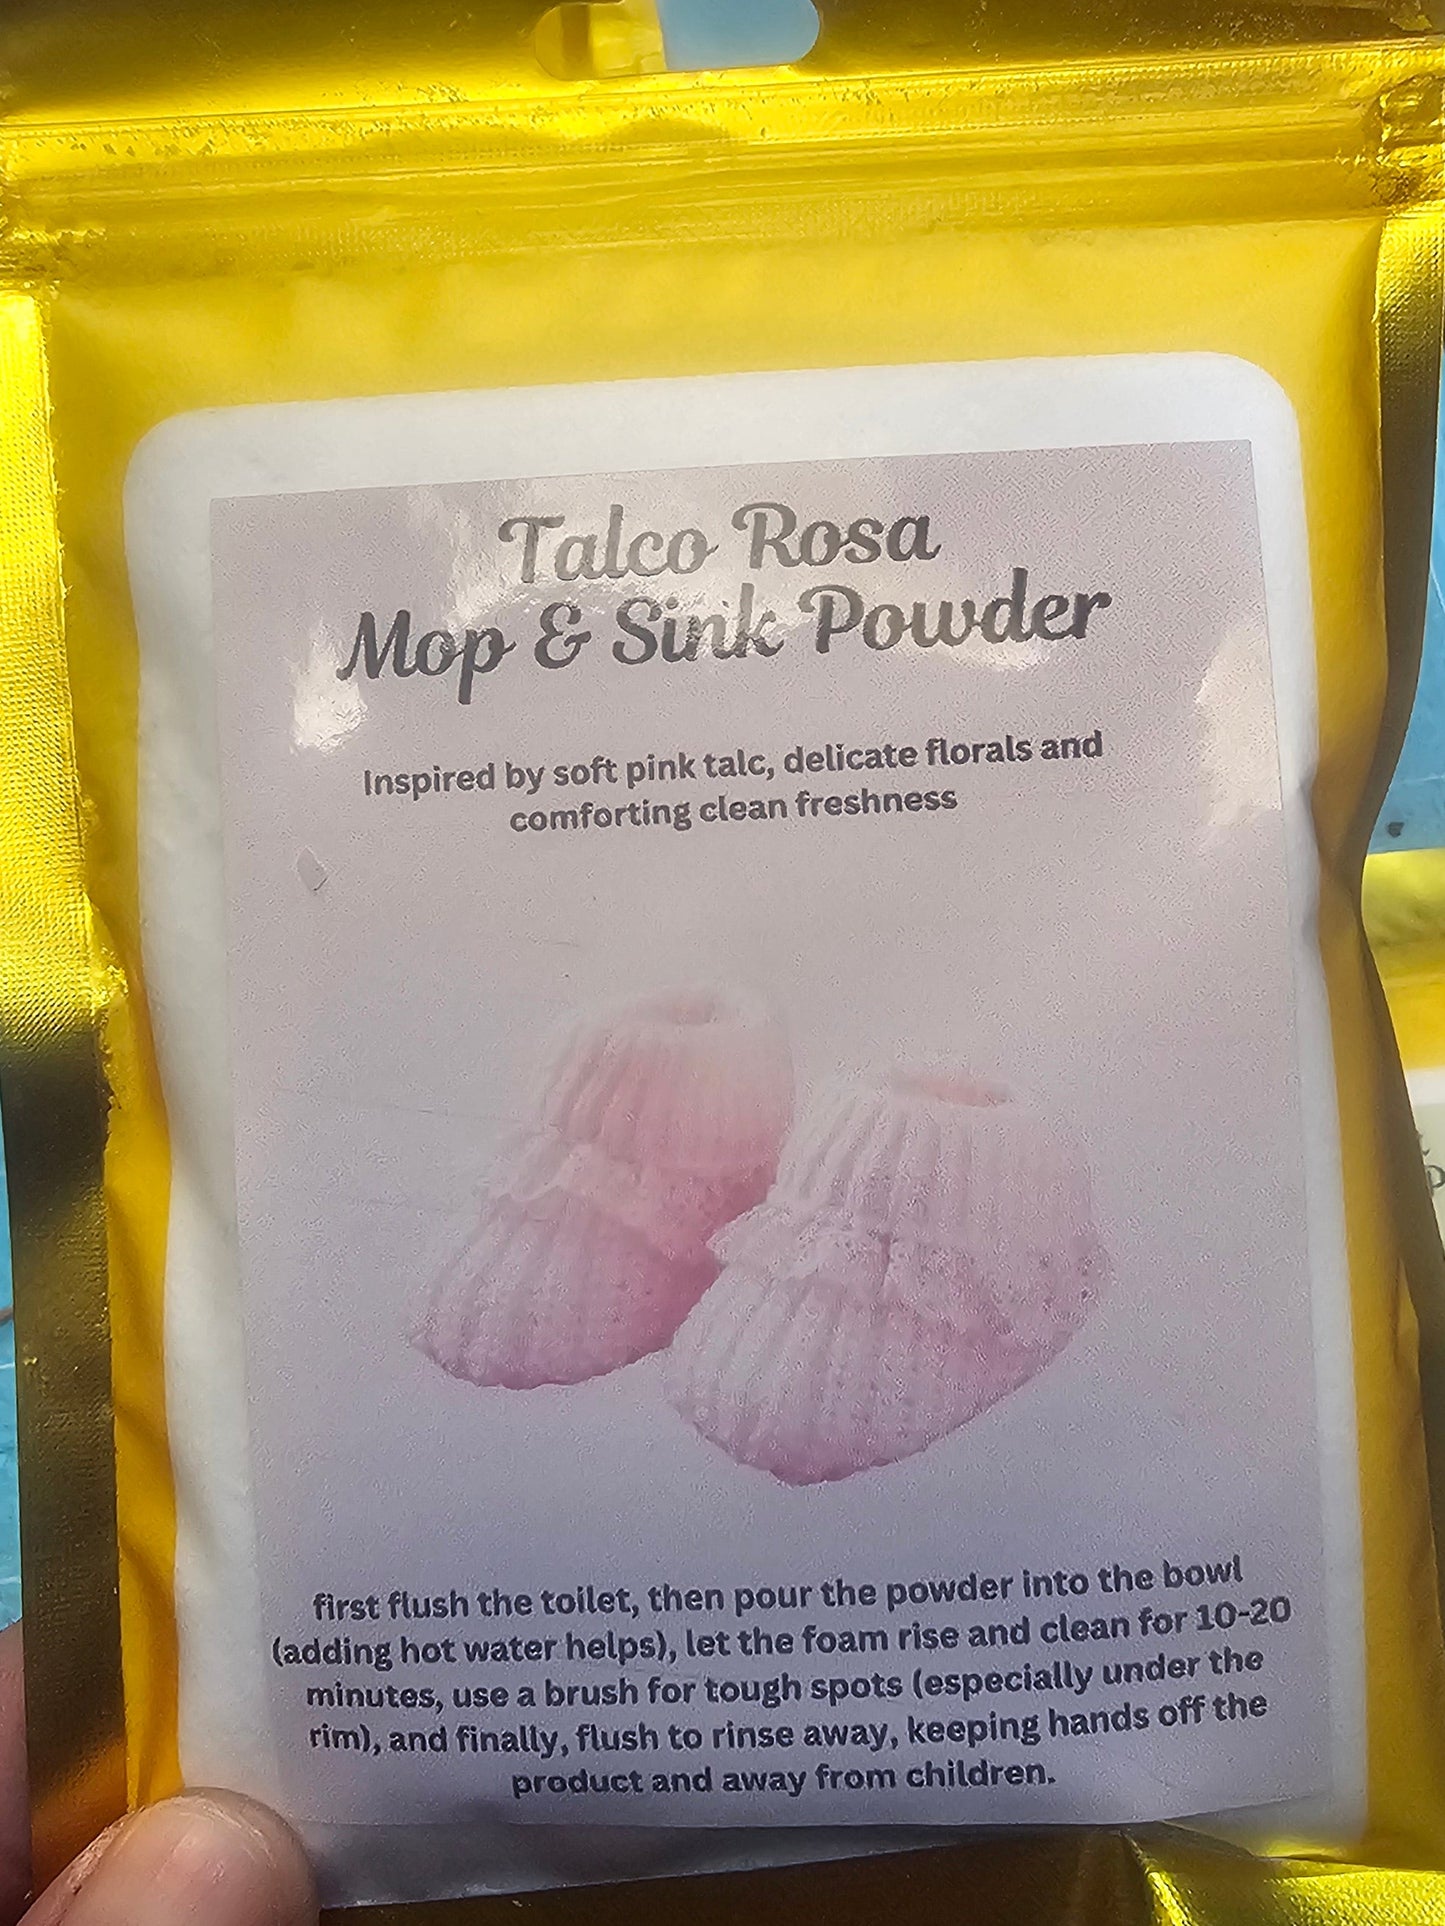 Talco Rosa
Mop & Sink Powder
Inspired by soft pink talc, delicate florals and
comforting clean freshness
first flush the toilet, then pour the powder into the bowl
(adding hot water helps), let the foam rise and clean for 10-20
minutes, use a brush for tough spots (especially under the
rim), and finally, flush to rinse away, keeping hands off the
product and away from children.